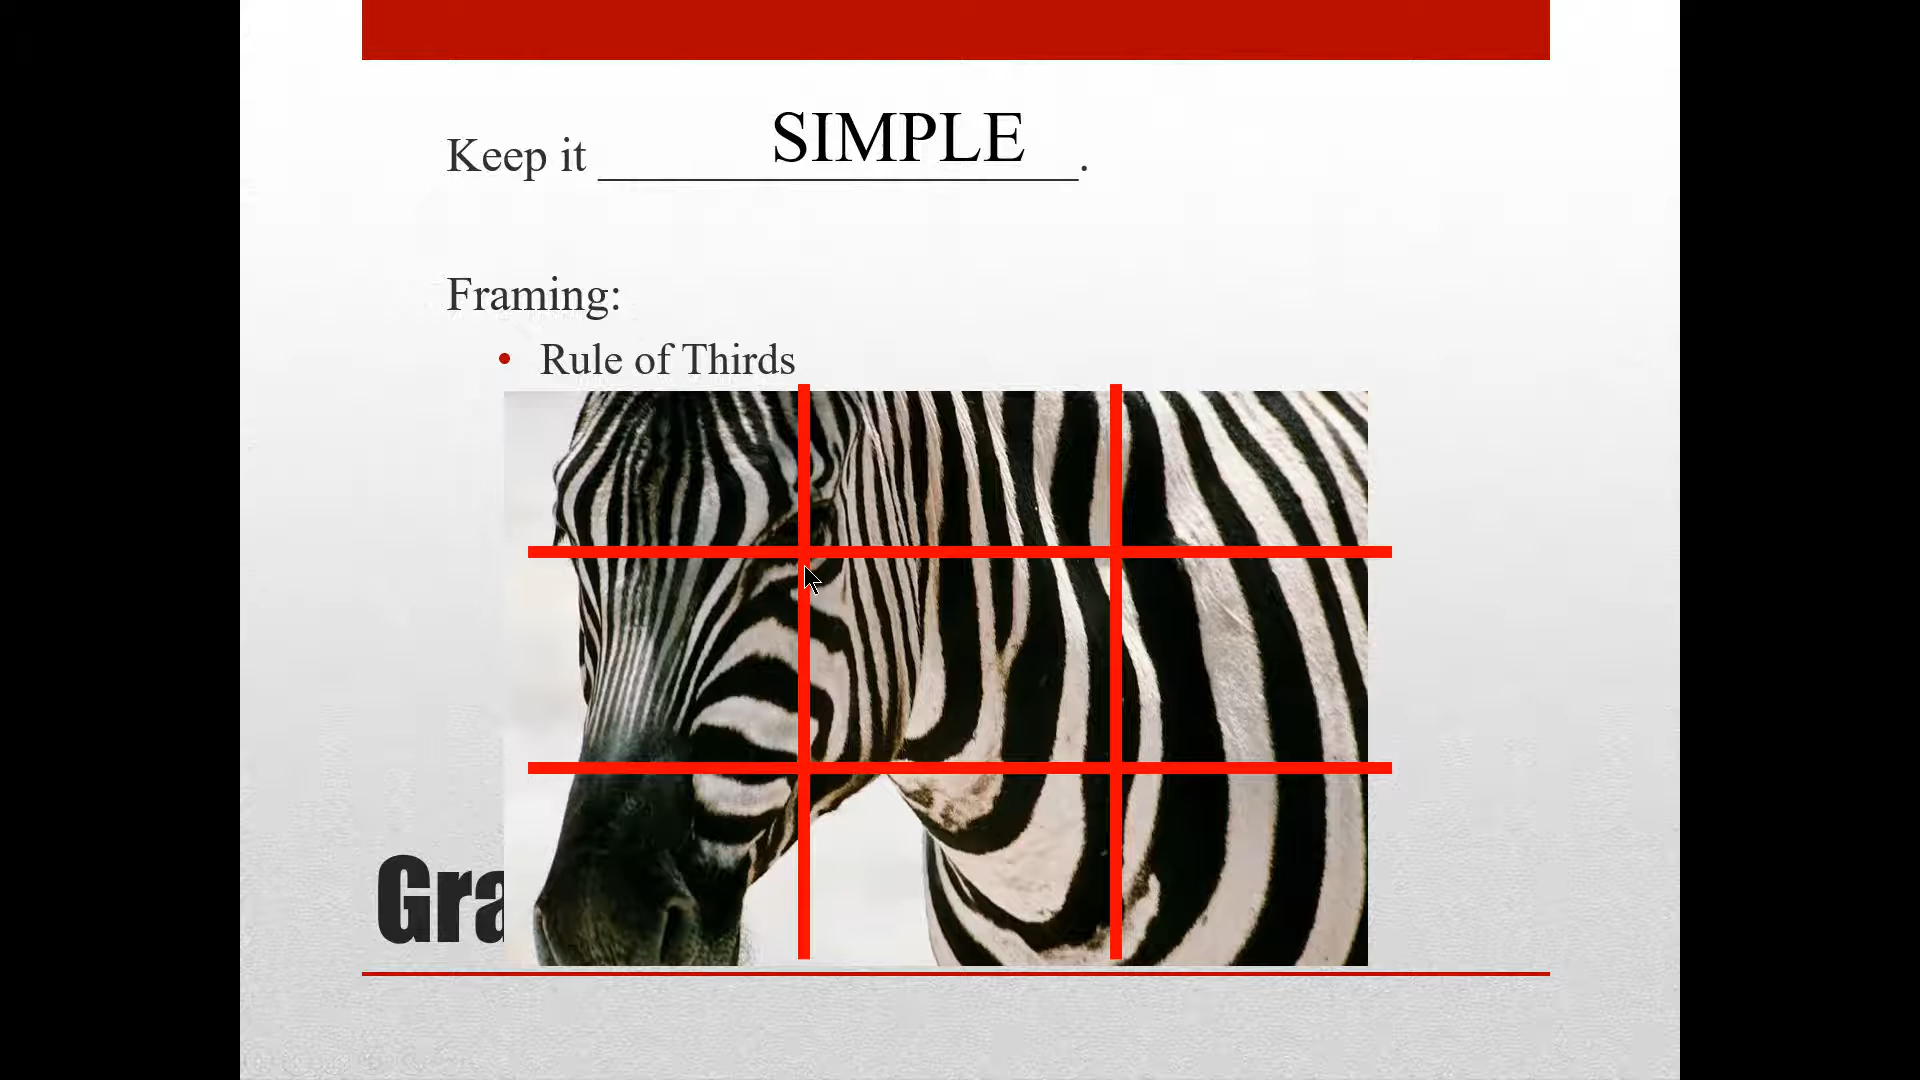 Keep it SIMPLE.
Framing:
• Rule of Thirds